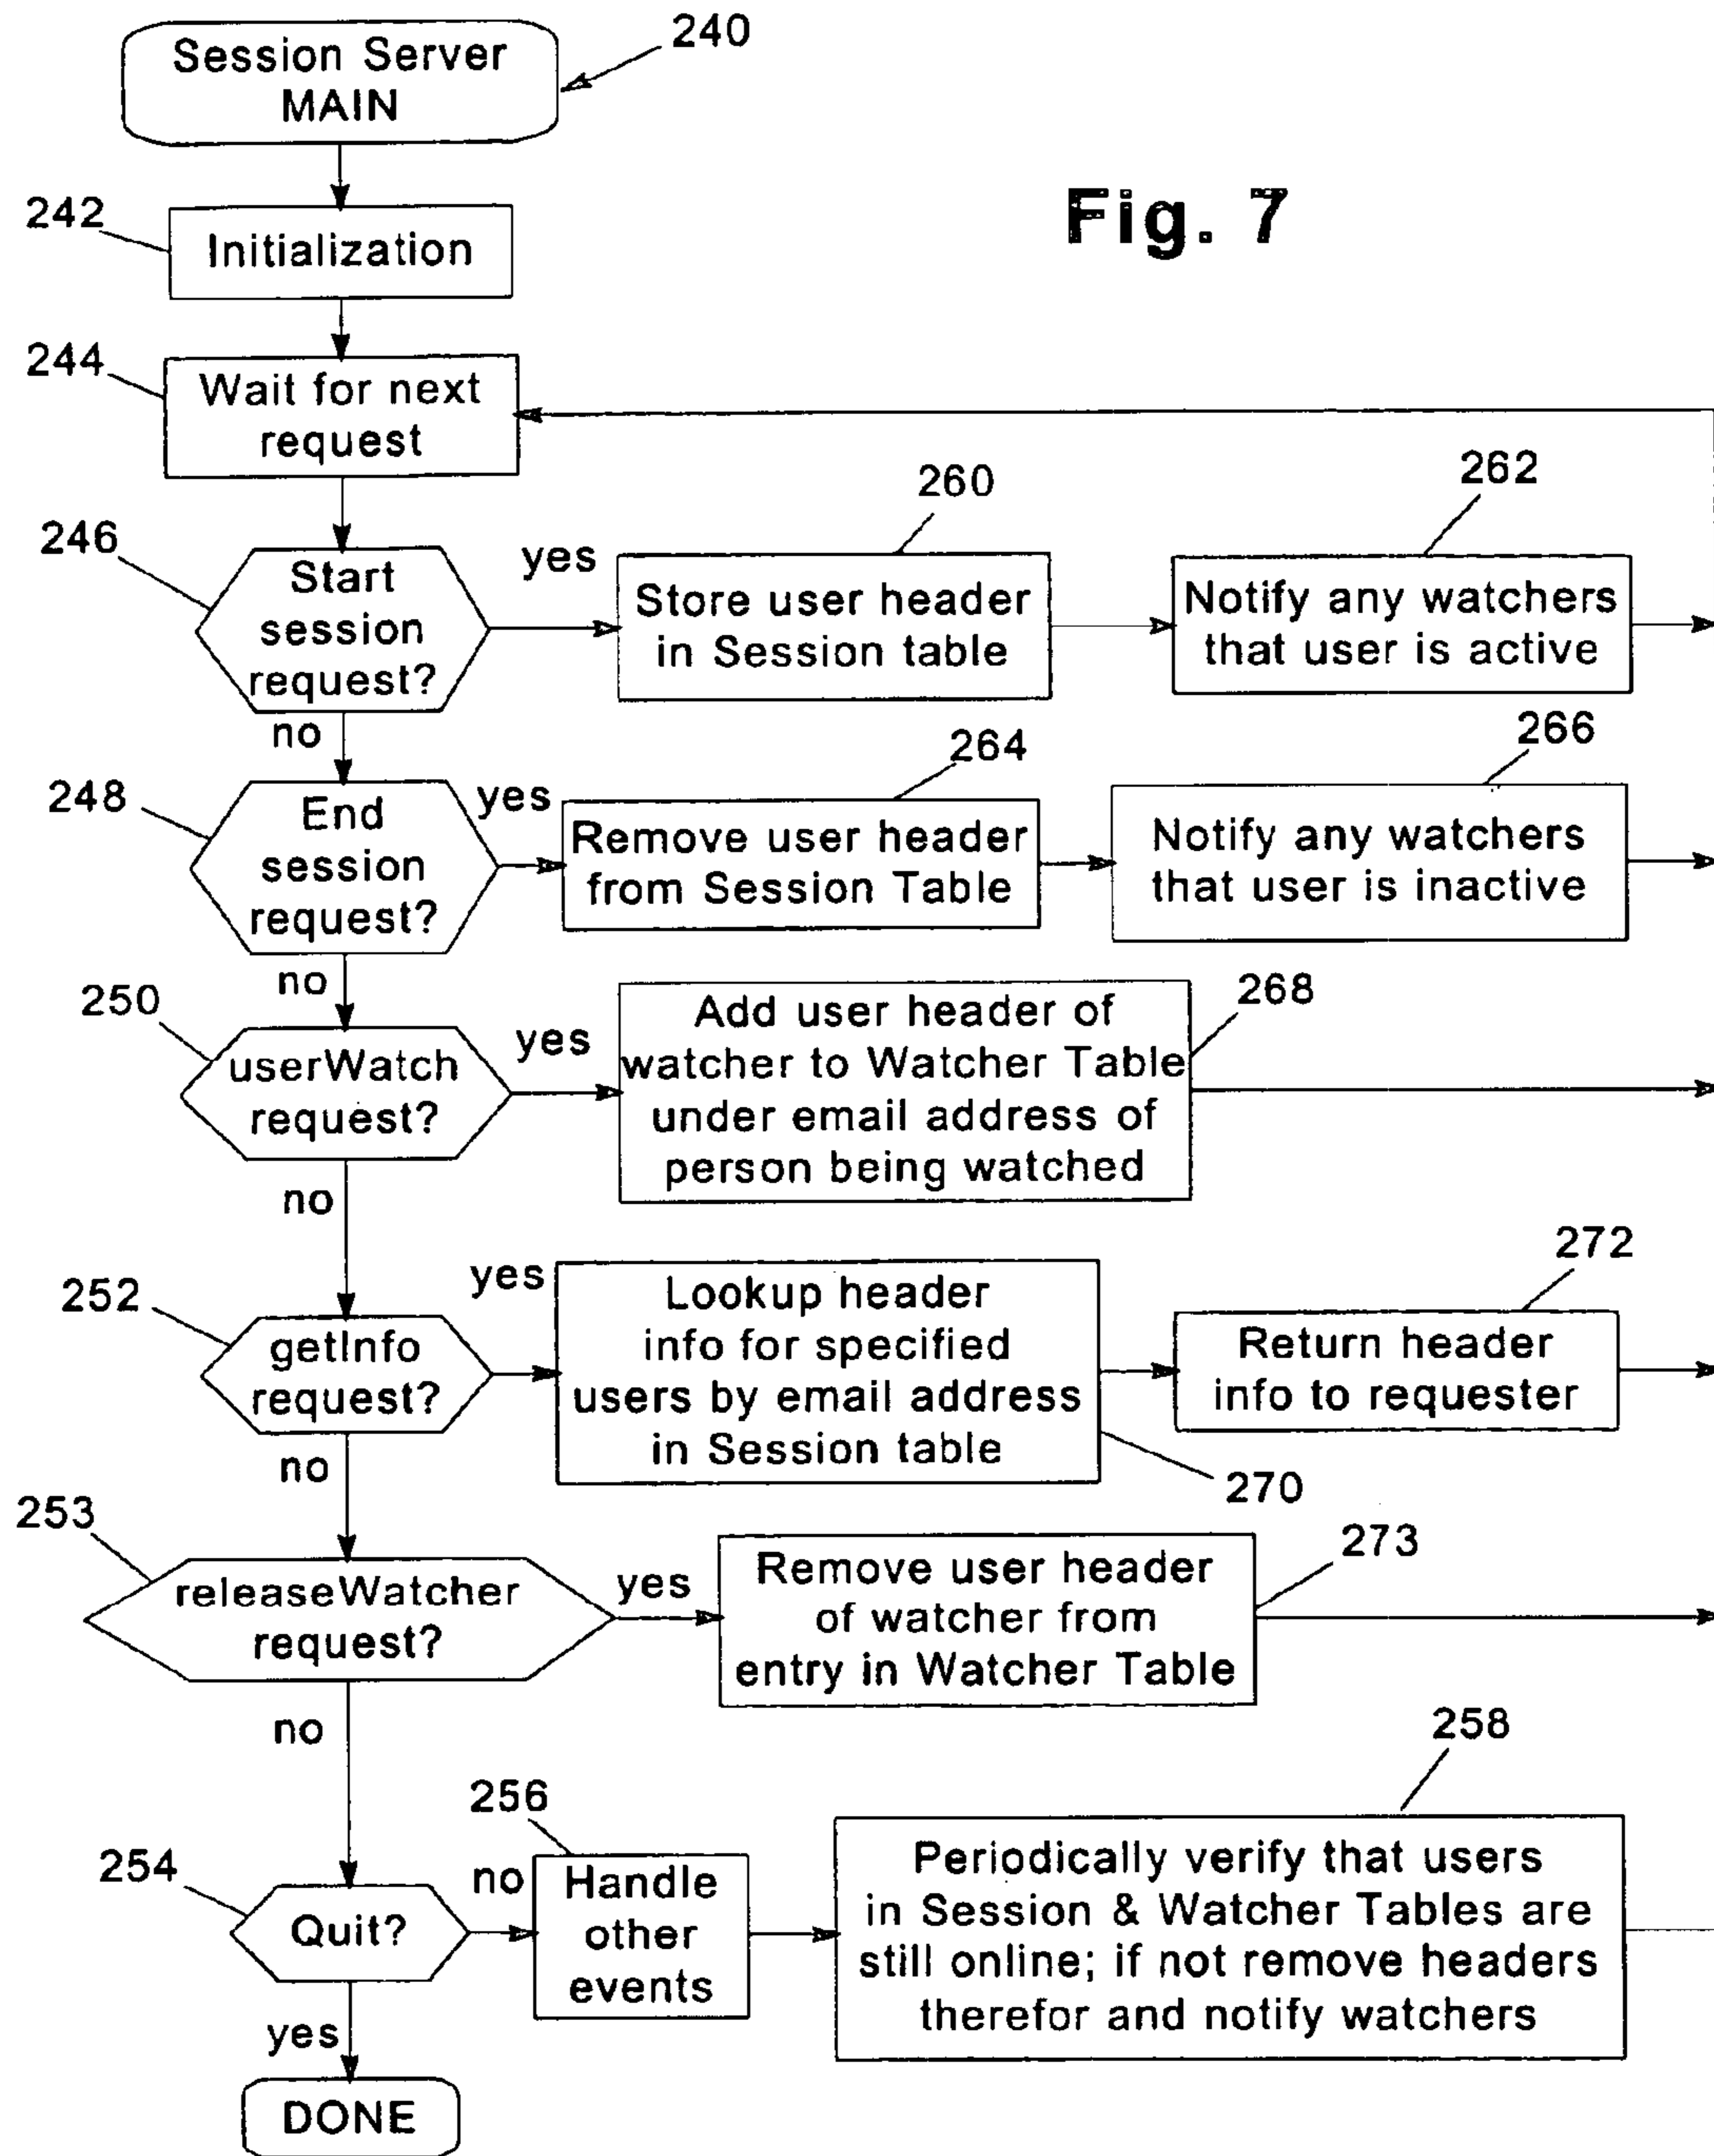 Session Server
MAIN
240
Fig. 7
242
Initialization
244
Wait for next
request
246
Start
session
request?
yes
260
Store user header
in Session table
262
Notify any watchers
that user is active
no
248
End
session
request?
yes
264
Remove user header
from Session Table
266
Notify any watchers
that user is inactive
no
250
userWatch
request?
yes
Add user header of
watcher to Watcher Table
under email address of
person being watched
268
no
252
getInfo
request?
yes
Lookup header
info for specified
users by email address
in Session table
270
272
Return header
info to requester
no
253
releaseWatcher
request?
yes
Remove user header
of watcher from
entry in Watcher Table
273
no
254
Quit?
no
256
Handle
other
events
258
Periodically verify that users
in Session & Watcher Tables are
still online; if not remove headers
therefor and notify watchers
yes
DONE